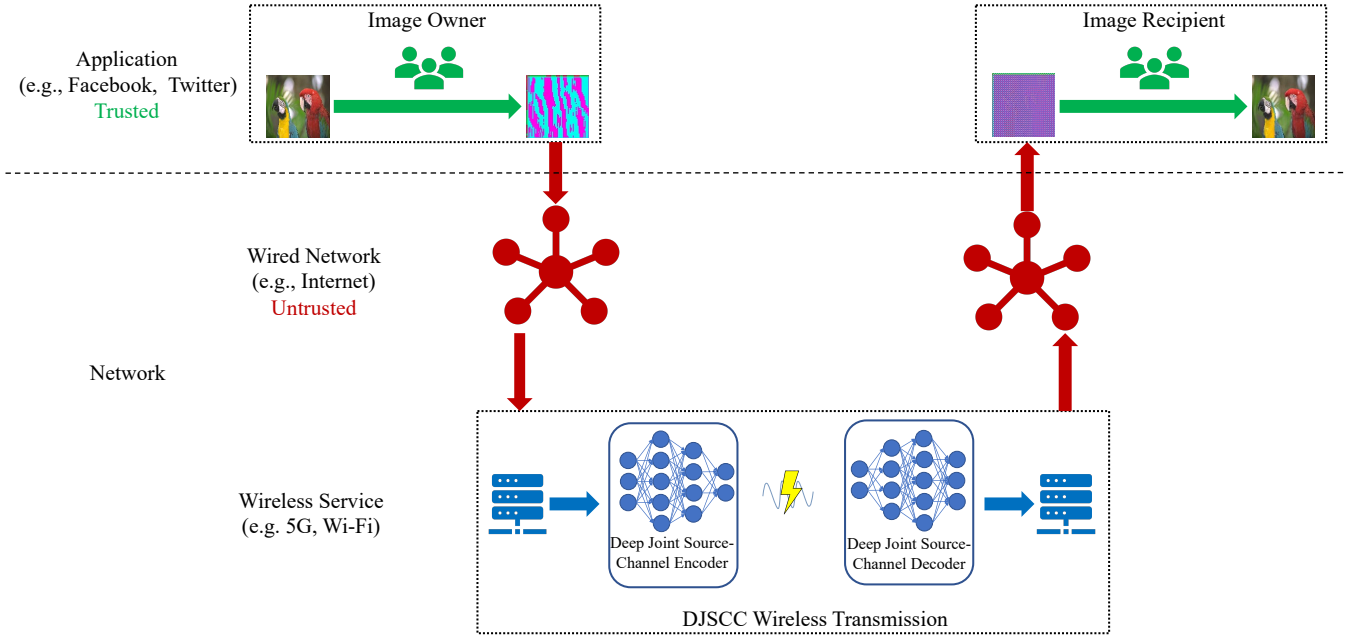 Image Owner
Image Recipient
Application
(e.g., Facebook, Twitter)
Trusted
Wired Network
(e.g., Internet)
Untrusted
Network
Wireless Service
(e.g. 5G, Wi-Fi)
Deep Joint Source-
Channel Encoder
Deep Joint Source-
Channel Decoder
DJSCC Wireless Transmission